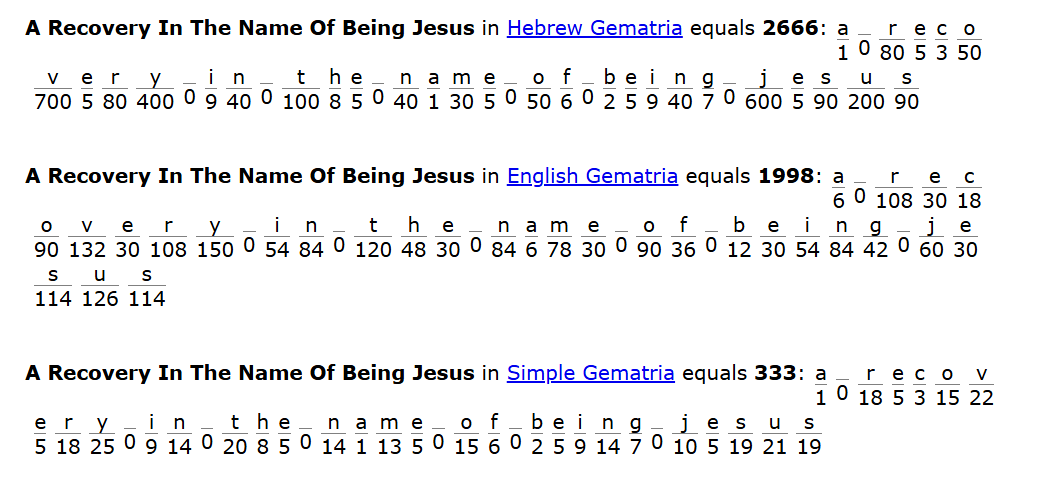 A Recovery In The Name Of Being Jesus in Hebrew Gematria equals 2666: a _ r e c o
1 0 80 5 3 50
v e r y _ i n _ t h e _ n a m e _ o f _ b e i n g _ j e s u s
700 5 80 400 0 9 40 0 100 8 5 0 40 1 30 5 0 50 6 0 2 5 9 40 7 0 600 5 90 200 90
A Recovery In The Name Of Being Jesus in English Gematria equals 1998: a _ r e c
6 0 108 30 18
o v e r y _ i n _ t h e _ n a m e _ o f _ b e i n g _ j e
90 132 30 108 150 0 54 84 0 120 48 30 0 84 6 78 30 0 90 36 0 12 30 54 84 42 0 60 30
s u s
114 126 114
A Recovery In The Name Of Being Jesus in Simple Gematria equals 333: a _ r e c o v
1 0 18 5 3 15 22
e r y _ i n _ t h e _ n a m e _ o f _ b e i n g _ j e s u s
5 18 25 0 9 14 0 20 8 5 0 14 1 13 5 0 15 6 0 2 5 9 14 7 0 10 5 19 21 19